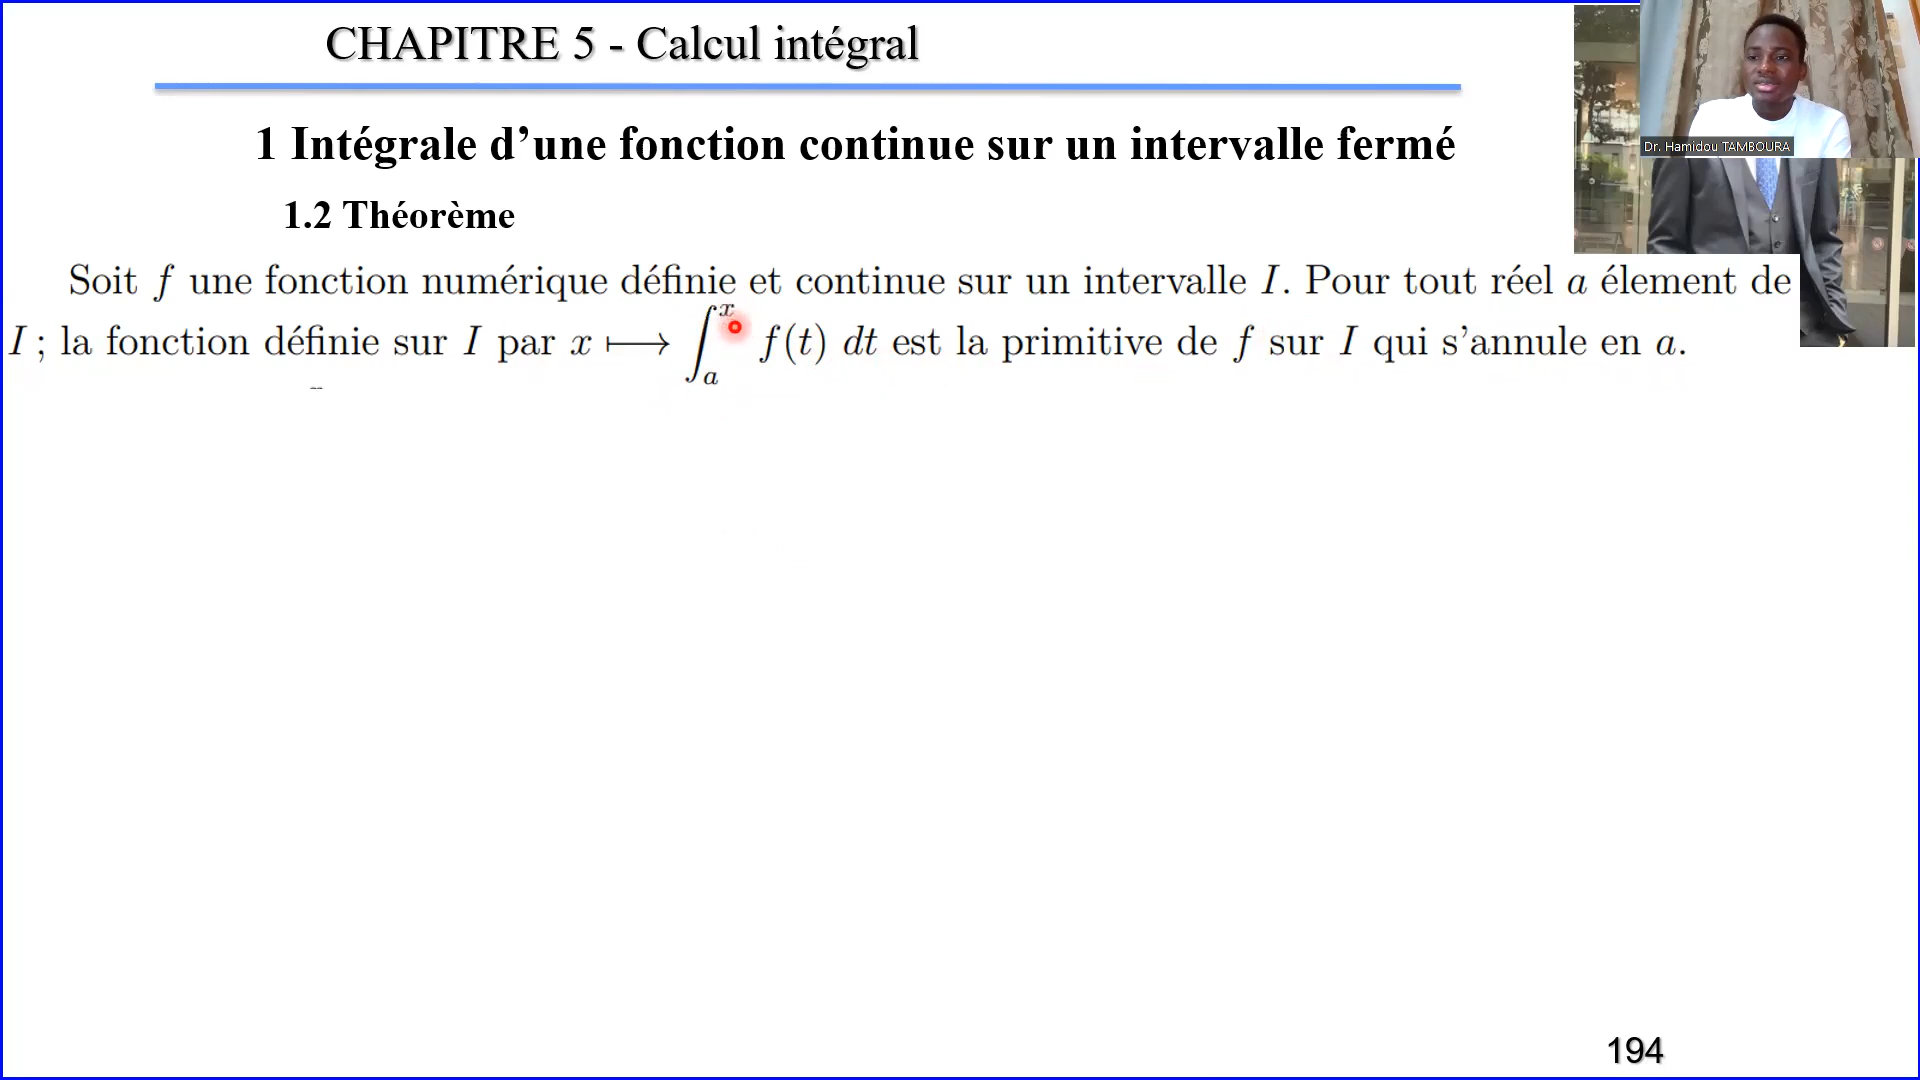 CHAPITRE 5 - Calcul intégral
1 Intégrale d’une fonction continue sur un intervalle fermé
Dr. Hamidou TAMBOURA
1.2 Théorème
Soit f une fonction numérique définie et continue sur un intervalle I. Pour tout réel a élement de
I ; la fonction définie sur I par x ⟼ ∫_a^x f(t) dt est la primitive de f sur I qui s’annule en a.
194